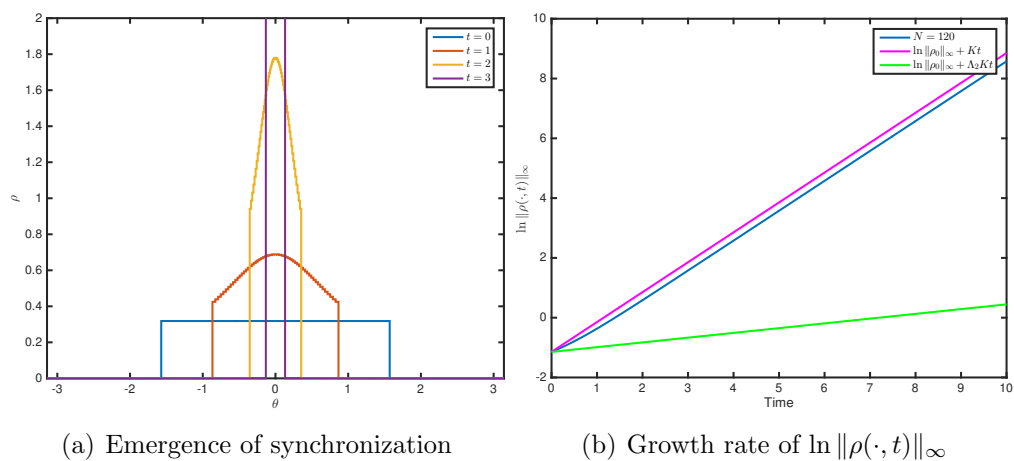 2
1.8
1.6
1.4
1.2
1
0.8
0.6
0.4
0.2
0
ρ
-3 -2 -1 0 1 2 3
θ
t = 0
t = 1
t = 2
t = 3
(a) Emergence of synchronization
10
8
6
4
2
0
-2
ln ‖ρ(·, t)‖∞
0 1 2 3 4 5 6 7 8 9 10
Time
N = 120
ln ‖ρ₀‖∞ + Kt
ln ‖ρ₀‖∞ + Λ₂Kt
(b) Growth rate of ln ‖ρ(·, t)‖∞